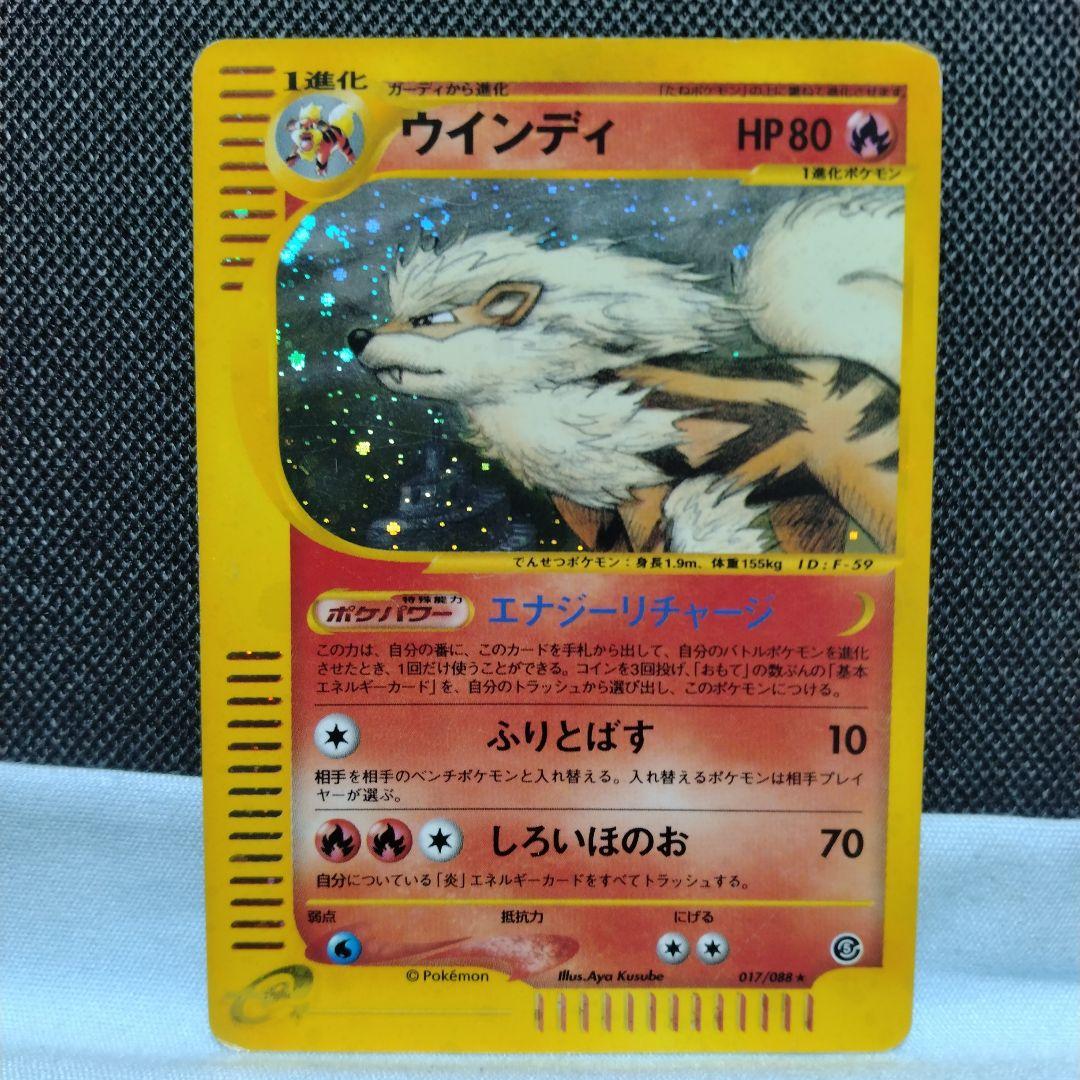 1進化
ガーディから進化 「たねポケモン」の上に重ねて進化させます
ウインディ HP80
1進化ポケモン
でんせつポケモン：身長1.9m、体重155kg ID：F-59
特殊能力
ポケパワー エナジーリチャージ
この力は、自分の番に、このカードを手札から出して、自分のバトルポケモンを進化
させたとき、1回だけ使うことができる。コインを3回投げ、「おもて」の数ぶんの「基本
エネルギーカード」を、自分のトラッシュから選び出し、このポケモンにつける。
ふりとばす 10
相手を相手のベンチポケモンと入れ替える。入れ替えるポケモンは相手プレイ
ヤーが選ぶ。
しろいほのお 70
自分についている「炎」エネルギーカードをすべてトラッシュする。
弱点 抵抗力 にげる
©Pokémon Illus.Aya Kusube 017/088★